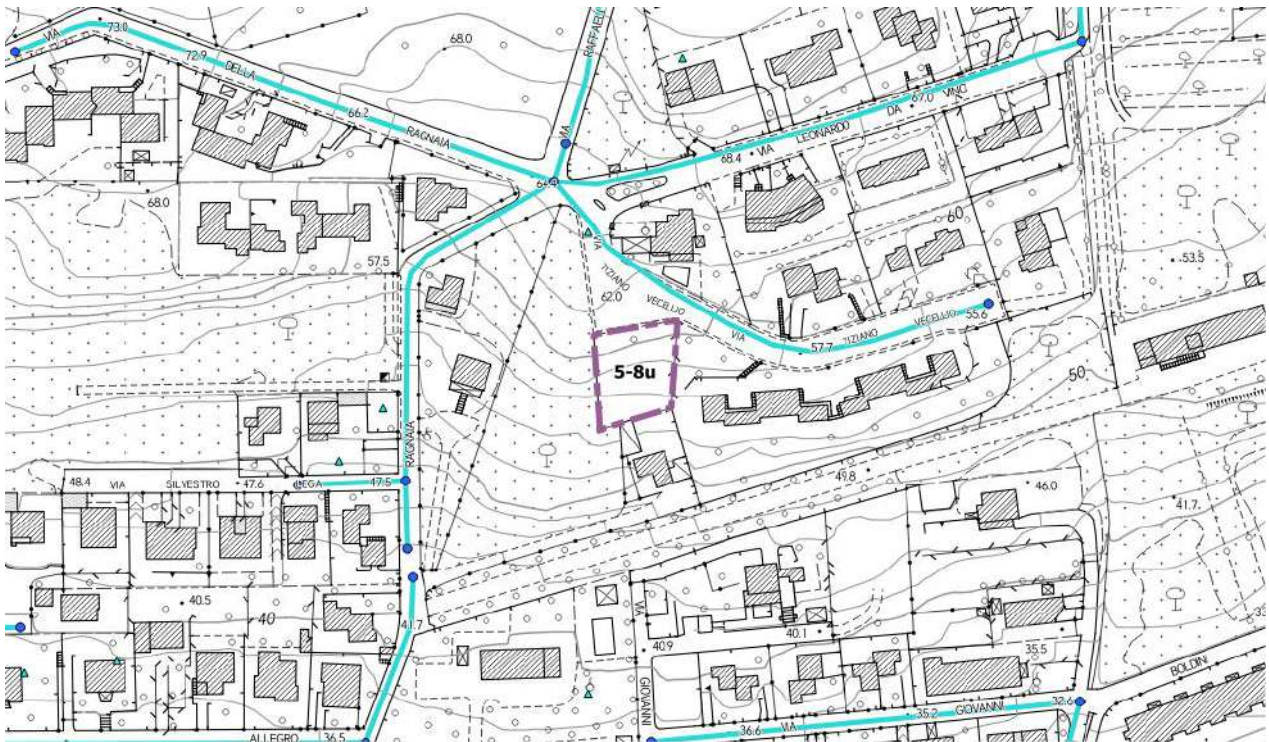 VIA
73.0
72.9
DELLA
68.0
RAFFAELL
66.2
RAGNAIA
VIA
68.4
VIA
LEONARDO
DA
VINCI
67.0
68.0
57.5
VIA
TIZIANO
VECELLIO
62.0
VIA
57.7
TIZIANO
VECELLIO
55.6
60
53.5
5-8u
50
RAGNAIA
48.4
VIA
SILVESTRO
47.6
LEGA
47.5
49.8
46.0
41.7
40.5
40
41.7
VIA
40.9
40.1
35.5
33
GIOVANNI
BOLDINI
32.6
GIOVANNI
35.2
VIA
36.6
ALLEGRO
36.5